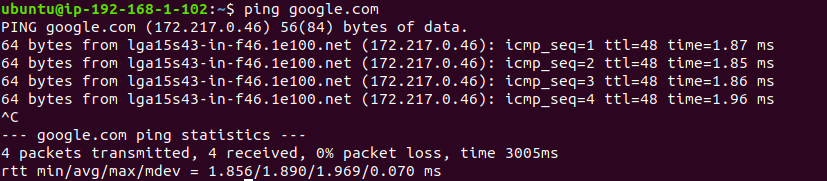 ubuntu@ip-192-168-1-102:~$ ping google.com
PING google.com (172.217.0.46) 56(84) bytes of data.
64 bytes from lga15s43-in-f46.1e100.net (172.217.0.46): icmp_seq=1 ttl=48 time=1.87 ms
64 bytes from lga15s43-in-f46.1e100.net (172.217.0.46): icmp_seq=2 ttl=48 time=1.85 ms
64 bytes from lga15s43-in-f46.1e100.net (172.217.0.46): icmp_seq=3 ttl=48 time=1.86 ms
64 bytes from lga15s43-in-f46.1e100.net (172.217.0.46): icmp_seq=4 ttl=48 time=1.96 ms
^C
--- google.com ping statistics ---
4 packets transmitted, 4 received, 0% packet loss, time 3005ms
rtt min/avg/max/mdev = 1.856/1.890/1.969/0.070 ms